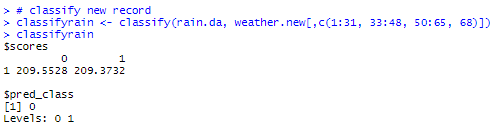 > # classify new record
> classifyrain <- classify(rain.da, weather.new[,c(1:31, 33:48, 50:65, 68)])
> classifyrain
$scores
         0        1
1 209.5528 209.3732

$pred_class
[1] 0
Levels: 0 1